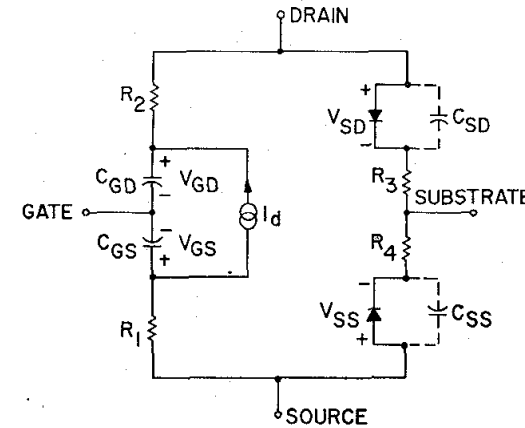 DRAIN
R2
+
VSD
-
CSD
+
CGD
VGD
-
R3
GATE
Id
SUBSTRATE
-
CGS
VGS
+
R4
-
VSS
CSS
+
R1
SOURCE